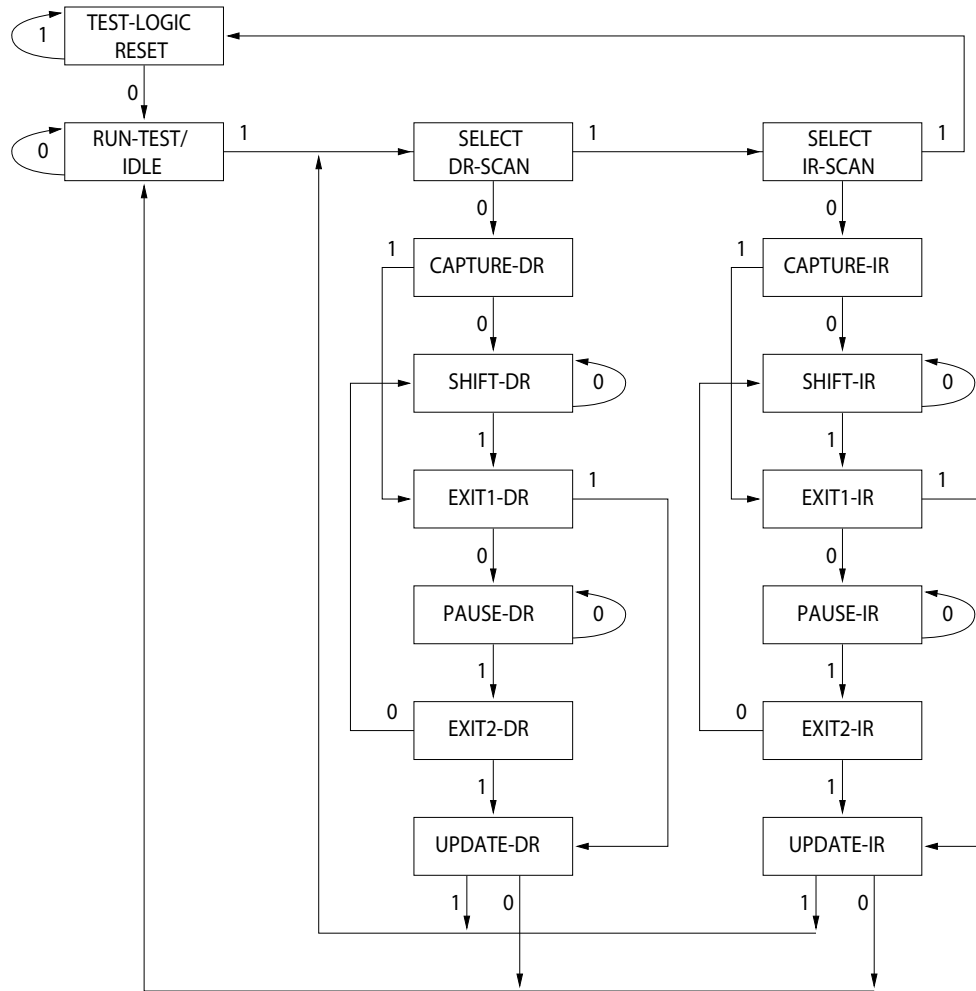 TEST-LOGIC
RESET
1
0
RUN-TEST/
IDLE
0
1
SELECT
DR-SCAN
1
SELECT
IR-SCAN
1
0
0
1
CAPTURE-DR
1
CAPTURE-IR
0
0
SHIFT-DR
0
SHIFT-IR
0
1
1
EXIT1-DR
1
EXIT1-IR
1
0
0
PAUSE-DR
0
PAUSE-IR
0
1
1
0
EXIT2-DR
0
EXIT2-IR
1
1
UPDATE-DR
UPDATE-IR
1
0
1
0